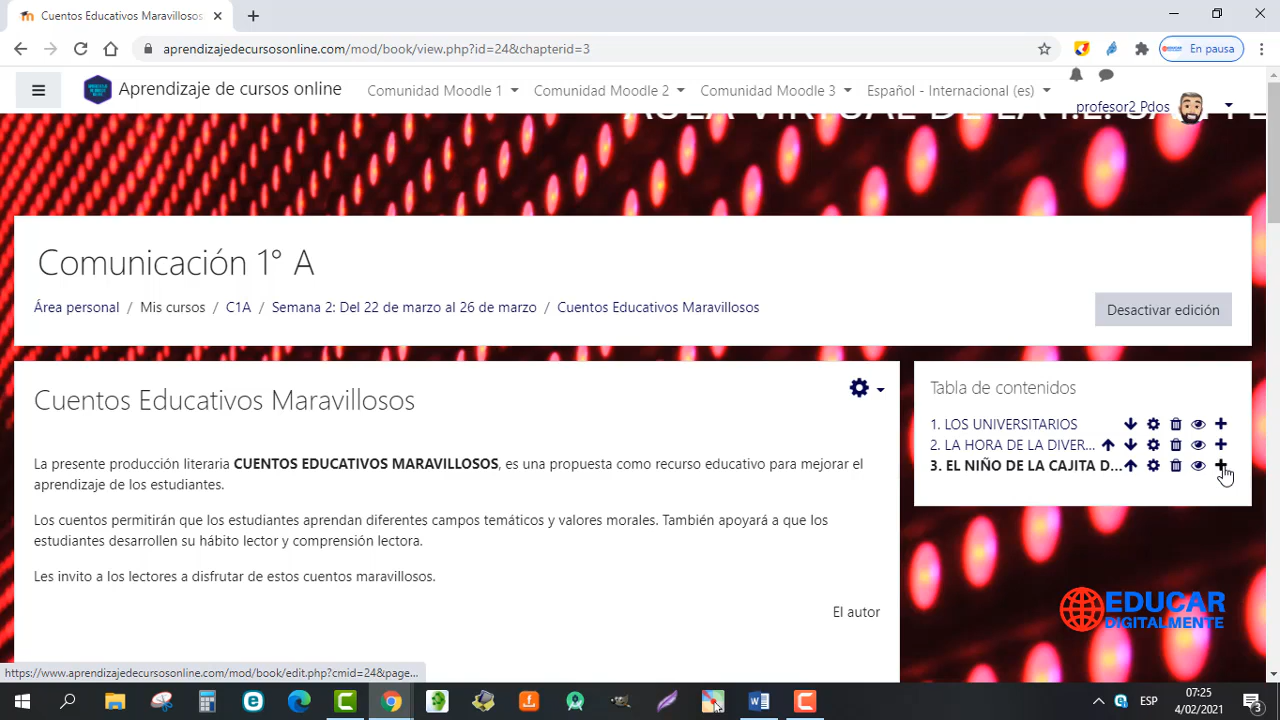 Cuentos Educativos Maravillosos
aprendizajedecursosonline.com/mod/book/view.php?id=24&chapterid=3
En pausa
Aprendizaje de cursos online
Comunidad Moodle 1
Comunidad Moodle 2
Comunidad Moodle 3
Español - Internacional (es)
profesor2 Pdos
AULA VIRTUAL DE LA I.E.
Comunicación 1° A
Área personal / Mis cursos / C1A / Semana 2: Del 22 de marzo al 26 de marzo / Cuentos Educativos Maravillosos
Desactivar edición
Cuentos Educativos Maravillosos
La presente producción literaria CUENTOS EDUCATIVOS MARAVILLOSOS, es una propuesta como recurso educativo para mejorar el
aprendizaje de los estudiantes.
Los cuentos permitirán que los estudiantes aprendan diferentes campos temáticos y valores morales. También apoyará a que los
estudiantes desarrollen su hábito lector y comprensión lectora.
Les invito a los lectores a disfrutar de estos cuentos maravillosos.
El autor
Tabla de contenidos
1. LOS UNIVERSITARIOS
2. LA HORA DE LA DIVER...
3. EL NIÑO DE LA CAJITA D...
EDUCAR
DIGITALMENTE
https://www.aprendizajedecursosonline.com/mod/book/edit.php?cmid=24&page...
ESP
07:25
4/02/2021
3